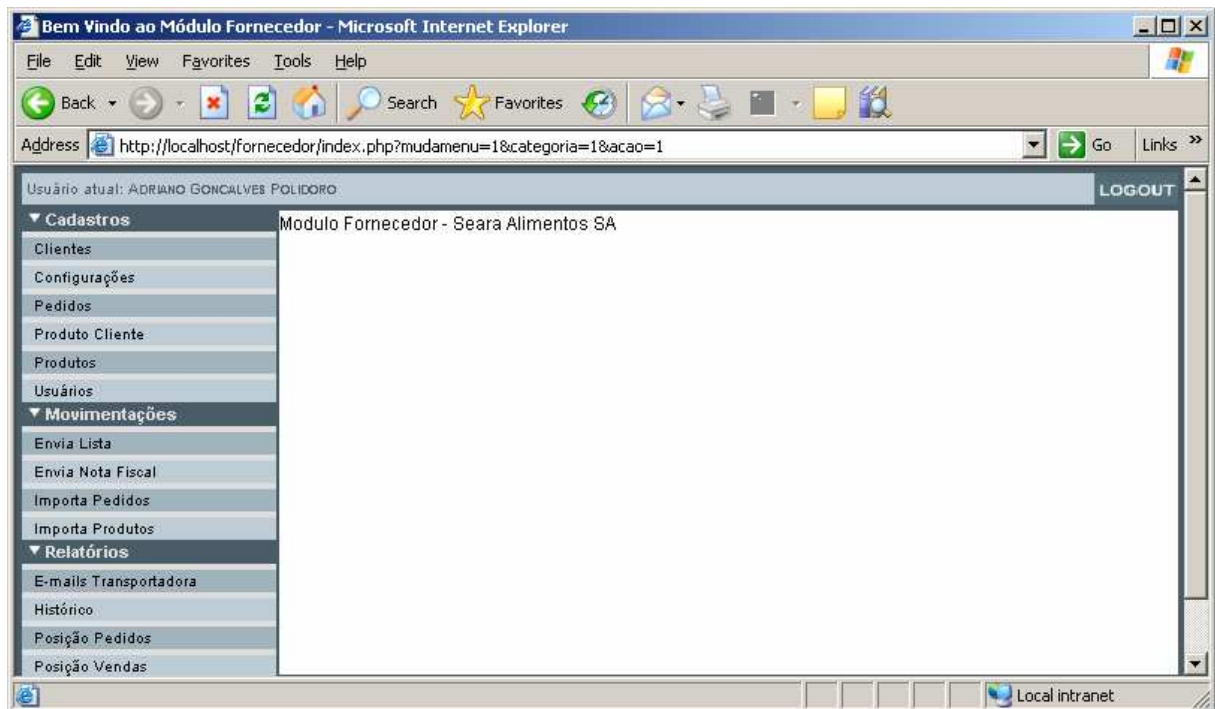 Bem Vindo ao Módulo Fornecedor - Microsoft Internet Explorer
File Edit View Favorites Tools Help
Back Search Favorites
Address http://localhost/fornecedor/index.php?mudamenu=1&categoria=1&acao=1 Go Links »
Usuário atual: ADRIANO GONCALVES POLIDORO LOGOUT
▼ Cadastros
Modulo Fornecedor - Seara Alimentos SA
Clientes
Configurações
Pedidos
Produto Cliente
Produtos
Usuários
▼ Movimentações
Envia Lista
Envia Nota Fiscal
Importa Pedidos
Importa Produtos
▼ Relatórios
E-mails Transportadora
Histórico
Posição Pedidos
Posição Vendas
Local intranet